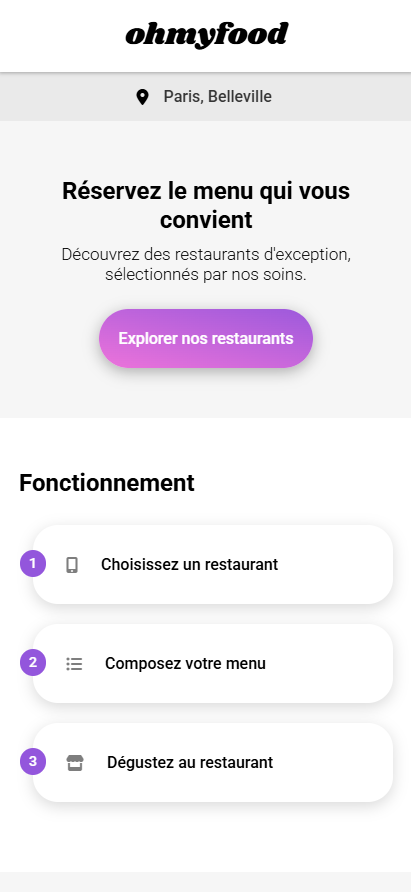 ohmyfood
Paris, Belleville
Réservez le menu qui vous
convient
Découvrez des restaurants d'exception,
sélectionnés par nos soins.
Explorer nos restaurants
Fonctionnement
1 Choisissez un restaurant
2 Composez votre menu
3 Dégustez au restaurant